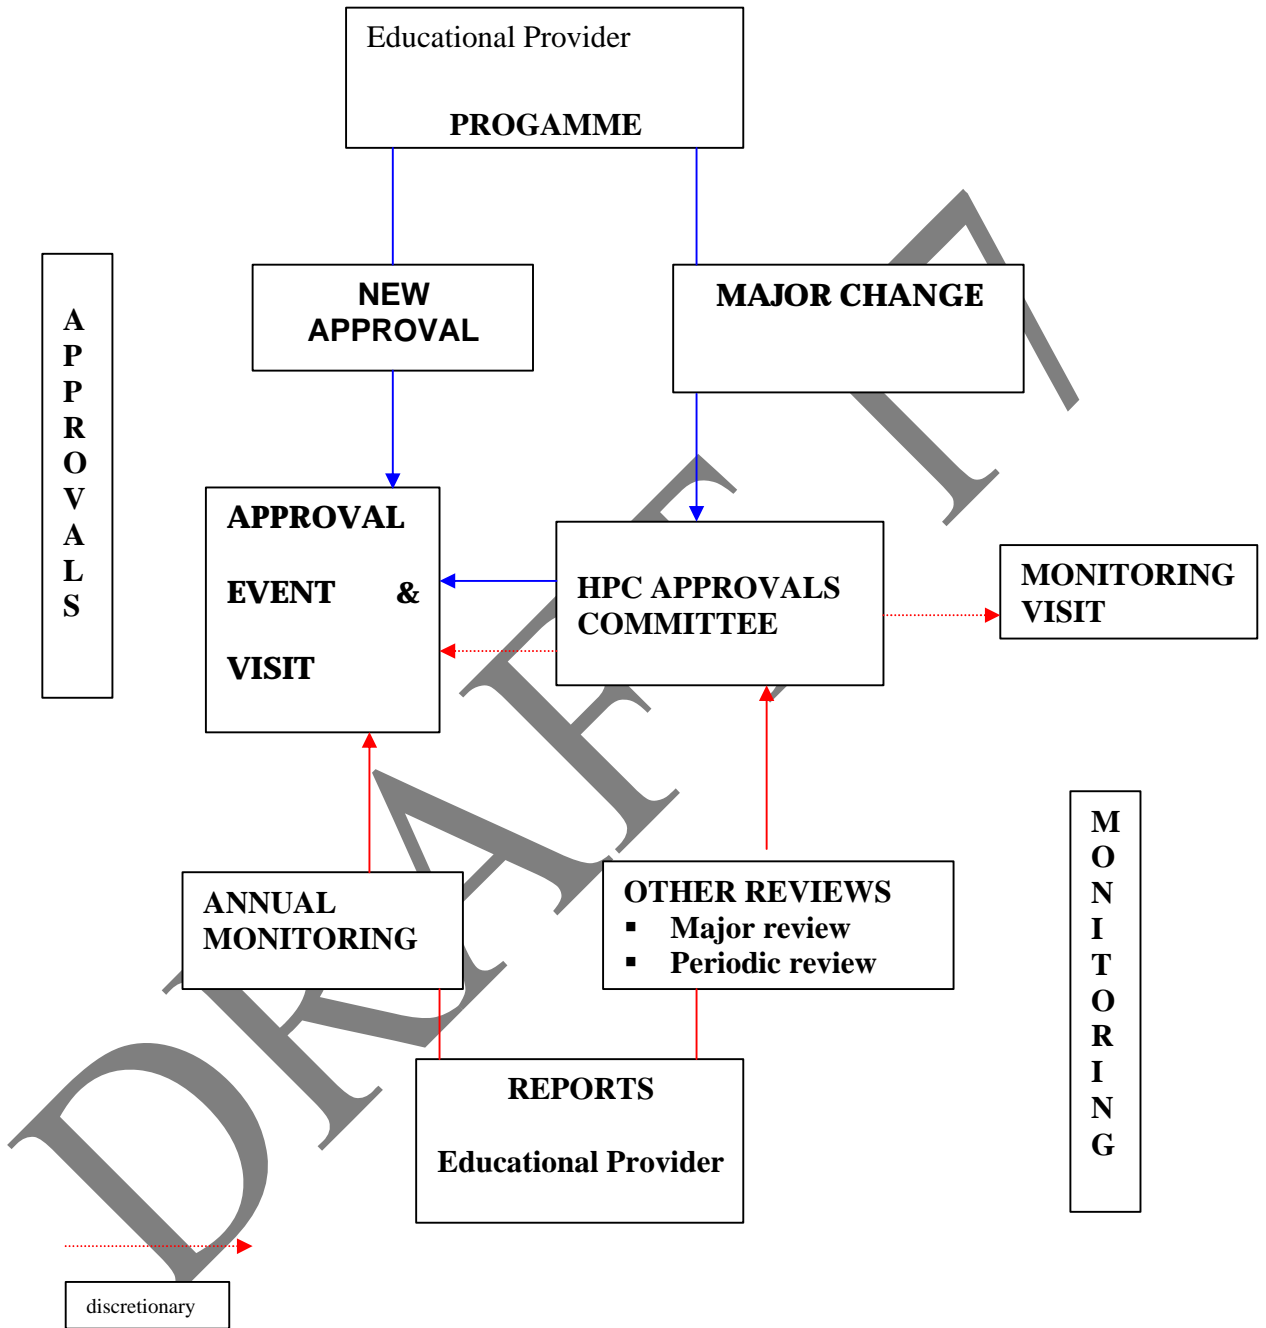 Educational Provider
PROGAMME
NEW
APPROVAL
MAJOR CHANGE
A
P
P
R
O
V
A
L
S
APPROVAL
EVENT &
VISIT
HPC APPROVALS
COMMITTEE
MONITORING
VISIT
ANNUAL
MONITORING
OTHER REVIEWS
▪ Major review
▪ Periodic review
M
O
N
I
T
O
R
I
N
G
REPORTS
Educational Provider
discretionary
DRAFT 17